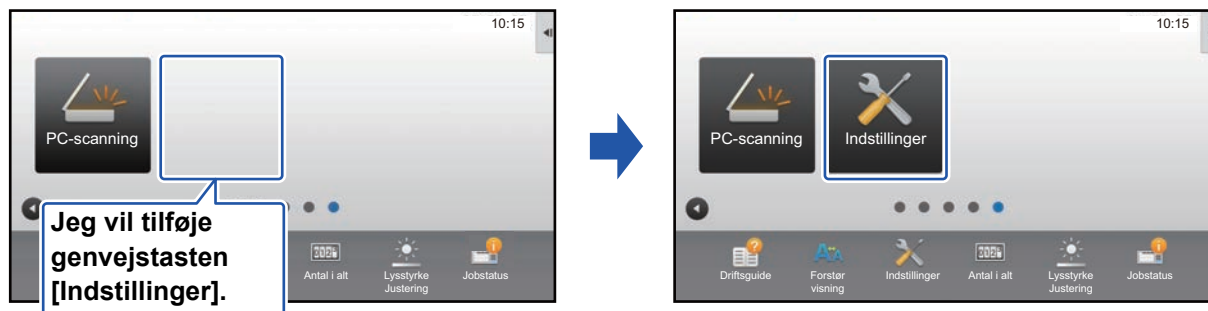 10:15
PC-scanning
Jeg vil tilføje
genvejstasten
[Indstillinger].
Antal i alt
Lysstyrke
Justering
Jobstatus
10:15
PC-scanning
Indstillinger
Driftsguide
Forstør
visning
Indstillinger
Antal i alt
Lysstyrke
Justering
Jobstatus